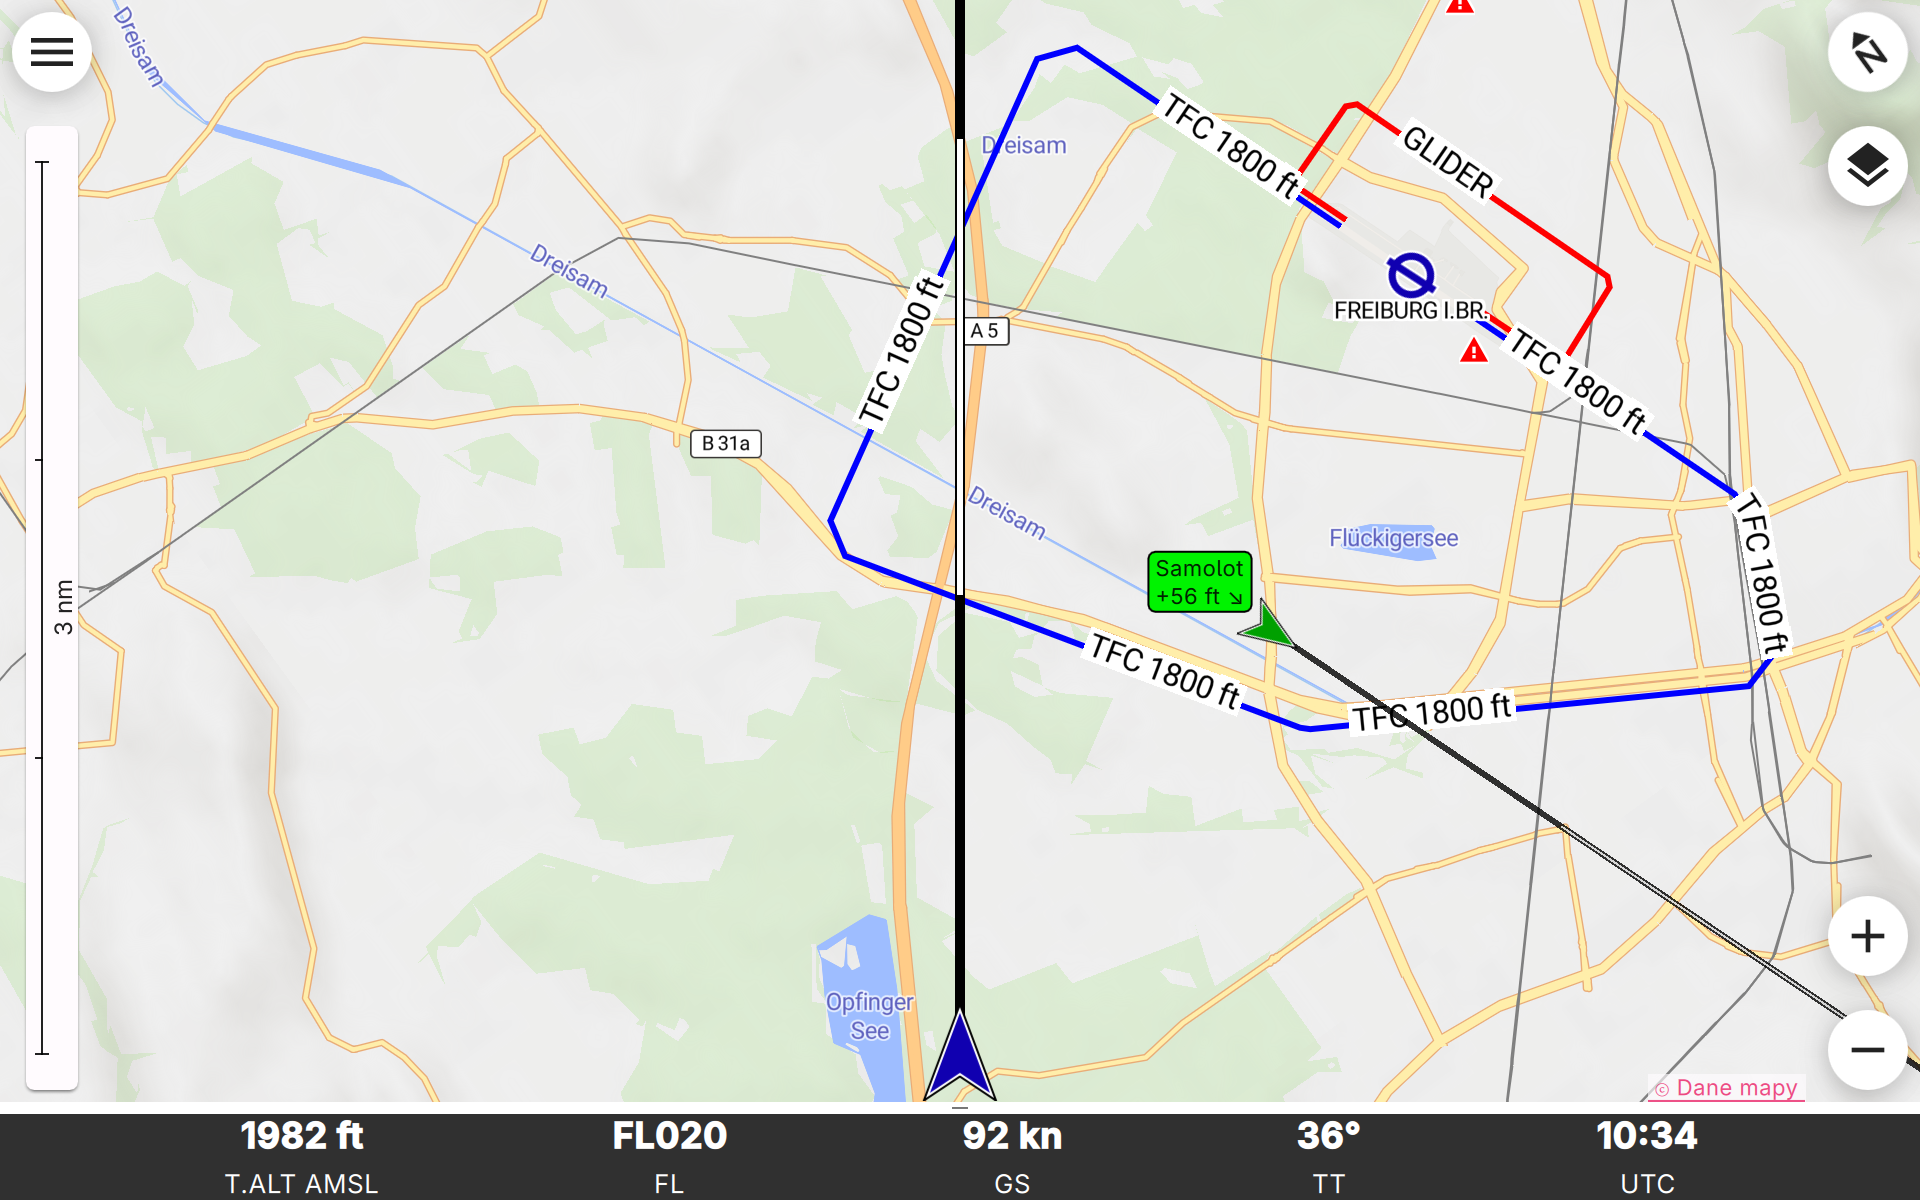 Dreisam
Dreisam
TFC 1800 ft
GLIDER
Dreisam
TFC 1800 ft
FREIBURG I.BR.
A 5
TFC 1800 ft
B 31a
Dreisam
Flückigersee
TFC 1800 ft
Samolot
+56 ft ↘
3 nm
TFC 1800 ft
TFC 1800 ft
Opfinger
See
© Dane mapy
N
1982 ft
T.ALT AMSL
FL020
FL
92 kn
GS
36°
TT
10:34
UTC